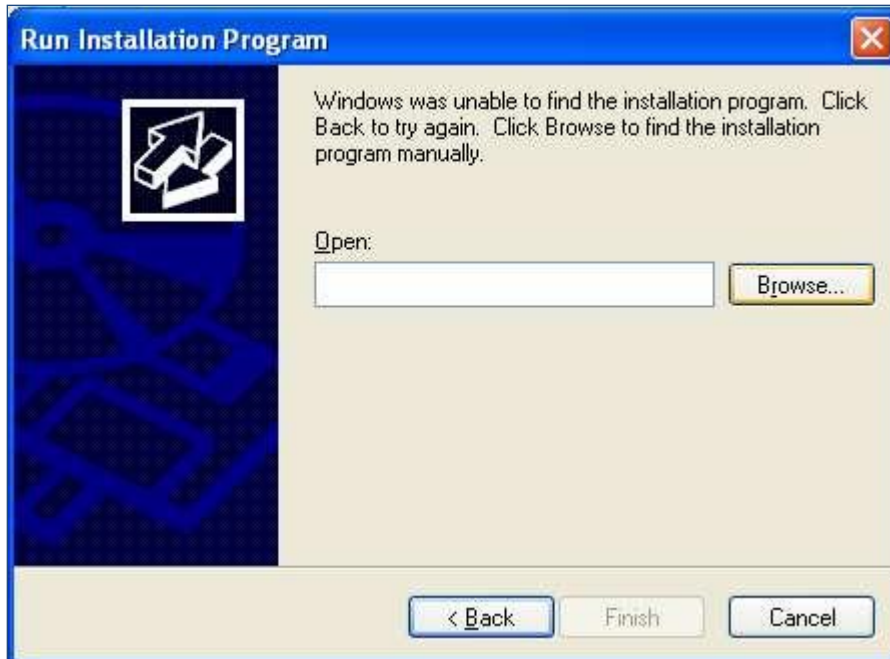 Run Installation Program
Windows was unable to find the installation program.  Click
Back to try again.  Click Browse to find the installation
program manually.
Open:
Browse...
< Back
Finish
Cancel